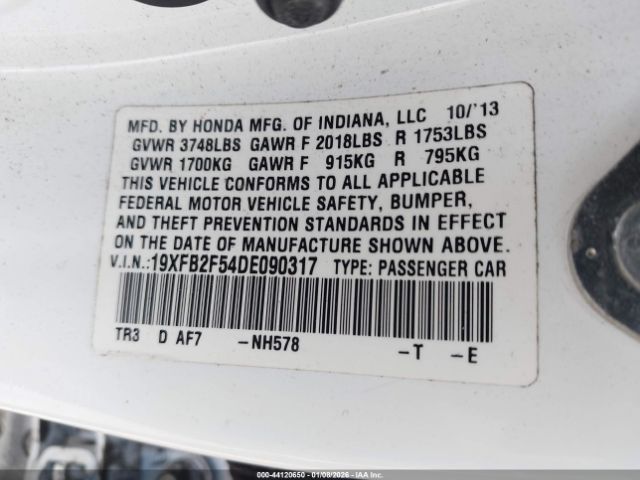 MFD. BY HONDA MFG. OF INDIANA, LLC 10/'13
GVWR 3748LBS GAWR F 2018LBS R 1753LBS
GVWR 1700KG GAWR F 915KG R 795KG
THIS VEHICLE CONFORMS TO ALL APPLICABLE
FEDERAL MOTOR VEHICLE SAFETY, BUMPER,
AND THEFT PREVENTION STANDARDS IN EFFECT
ON THE DATE OF MANUFACTURE SHOWN ABOVE.
V.I.N.:19XFB2F54DE090317 TYPE: PASSENGER CAR
TR3 D AF7 -NH578 -T -E
000-44120650 - 01/08/2026 - IAAI.COM